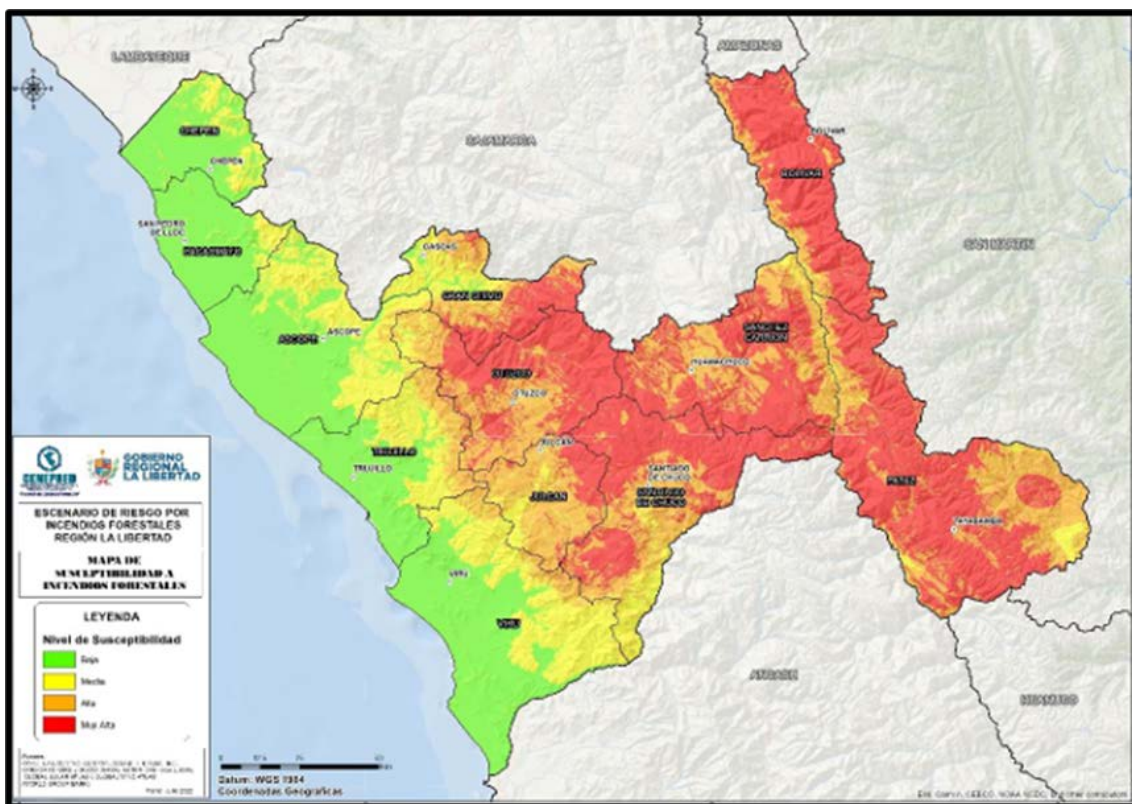 LAMBAYEQUE
AMAZONAS
CHEPEN
CHEPEN
CAJAMARCA
BOLIVAR
BOLIVAR
SAN PEDRO
DE LLOC
PACASMAYO
SAN MARTIN
CASCAS
GRAN CHIMU
ASCOPE
ASCOPE
SANCHEZ
CARRION
HUAMACHUCO
OTUZCO
OTUZCO
TRUJILLO
TRUJILLO
JULCAN
JULCAN
SANTIAGO
DE CHUCO
SANTIAGO
DE CHUCO
PATAZ
TAYABAMBA
VIRU
VIRU
ANCASH
HUANUCO
CENEPRED
GOBIERNO
REGIONAL
LA LIBERTAD
ESCENARIO DE RIESGO POR
INCENDIOS FORESTALES
REGIÓN LA LIBERTAD
MAPA DE
SUSCEPTIBILIDAD A
INCENDIOS FORESTALES
LEYENDA
Nivel de Susceptibilidad
Baja
Media
Alta
Muy Alta
Datum: WGS 1984
Coordenadas Geograficas